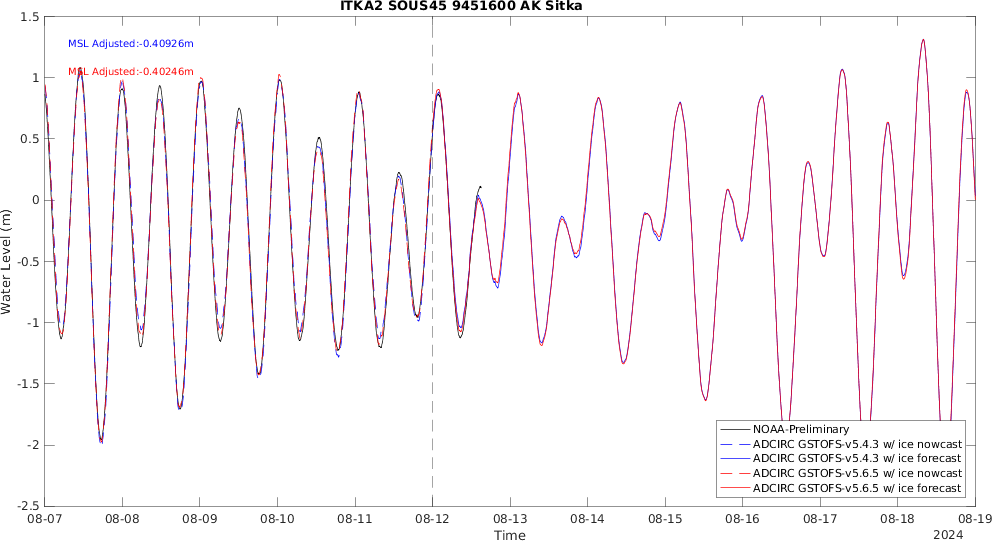 ITKA2 SOUS45 9451600 AK Sitka
MSL Adjusted:-0.40926m
MSL Adjusted:-0.40246m
Water Level (m)
1.5
1
0.5
0
-0.5
-1
-1.5
-2
-2.5
NOAA-Preliminary
ADCIRC GSTOFS-v5.4.3 w/ ice nowcast
ADCIRC GSTOFS-v5.4.3 w/ ice forecast
ADCIRC GSTOFS-v5.6.5 w/ ice nowcast
ADCIRC GSTOFS-v5.6.5 w/ ice forecast
08-07 08-08 08-09 08-10 08-11 08-12 08-13 08-14 08-15 08-16 08-17 08-18 08-19
Time
2024